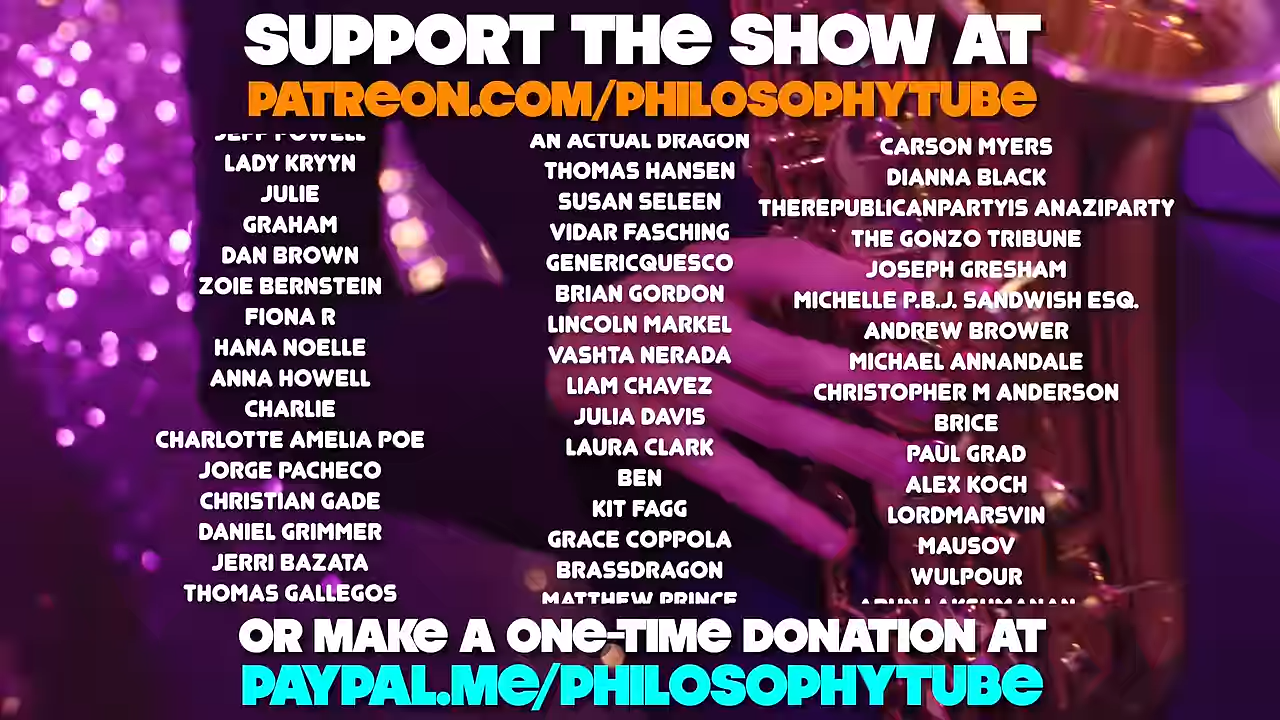 SUPPORT THE SHOW AT
PATREON.COM/PHILOSOPHYTUBE
JEFF POWELL
LADY KRYYN
JULIE
GRAHAM
DAN BROWN
ZOIE BERNSTEIN
FIONA R
HANA NOELLE
ANNA HOWELL
CHARLIE
CHARLOTTE AMELIA POE
JORGE PACHECO
CHRISTIAN GADE
DANIEL GRIMMER
JERRI BAZATA
THOMAS GALLEGOS
AN ACTUAL DRAGON
THOMAS HANSEN
SUSAN SELEEN
VIDAR FASCHING
GENERICQUESCO
BRIAN GORDON
LINCOLN MARKEL
VASHTA NERADA
LIAM CHAVEZ
JULIA DAVIS
LAURA CLARK
BEN
KIT FAGG
GRACE COPPOLA
BRASSDRAGON
MATTHEW PRINCE
CARSON MYERS
DIANNA BLACK
THEREPUBLICANPARTYIS ANAZIPARTY
THE GONZO TRIBUNE
JOSEPH GRESHAM
MICHELLE P.B.J. SANDWISH ESQ.
ANDREW BROWER
MICHAEL ANNANDALE
CHRISTOPHER M ANDERSON
BRICE
PAUL GRAD
ALEX KOCH
LORDMARSVIN
MAUSOV
WULPOUR
OR MAKE A ONE-TIME DONATION AT
PAYPAL.ME/PHILOSOPHYTUBE